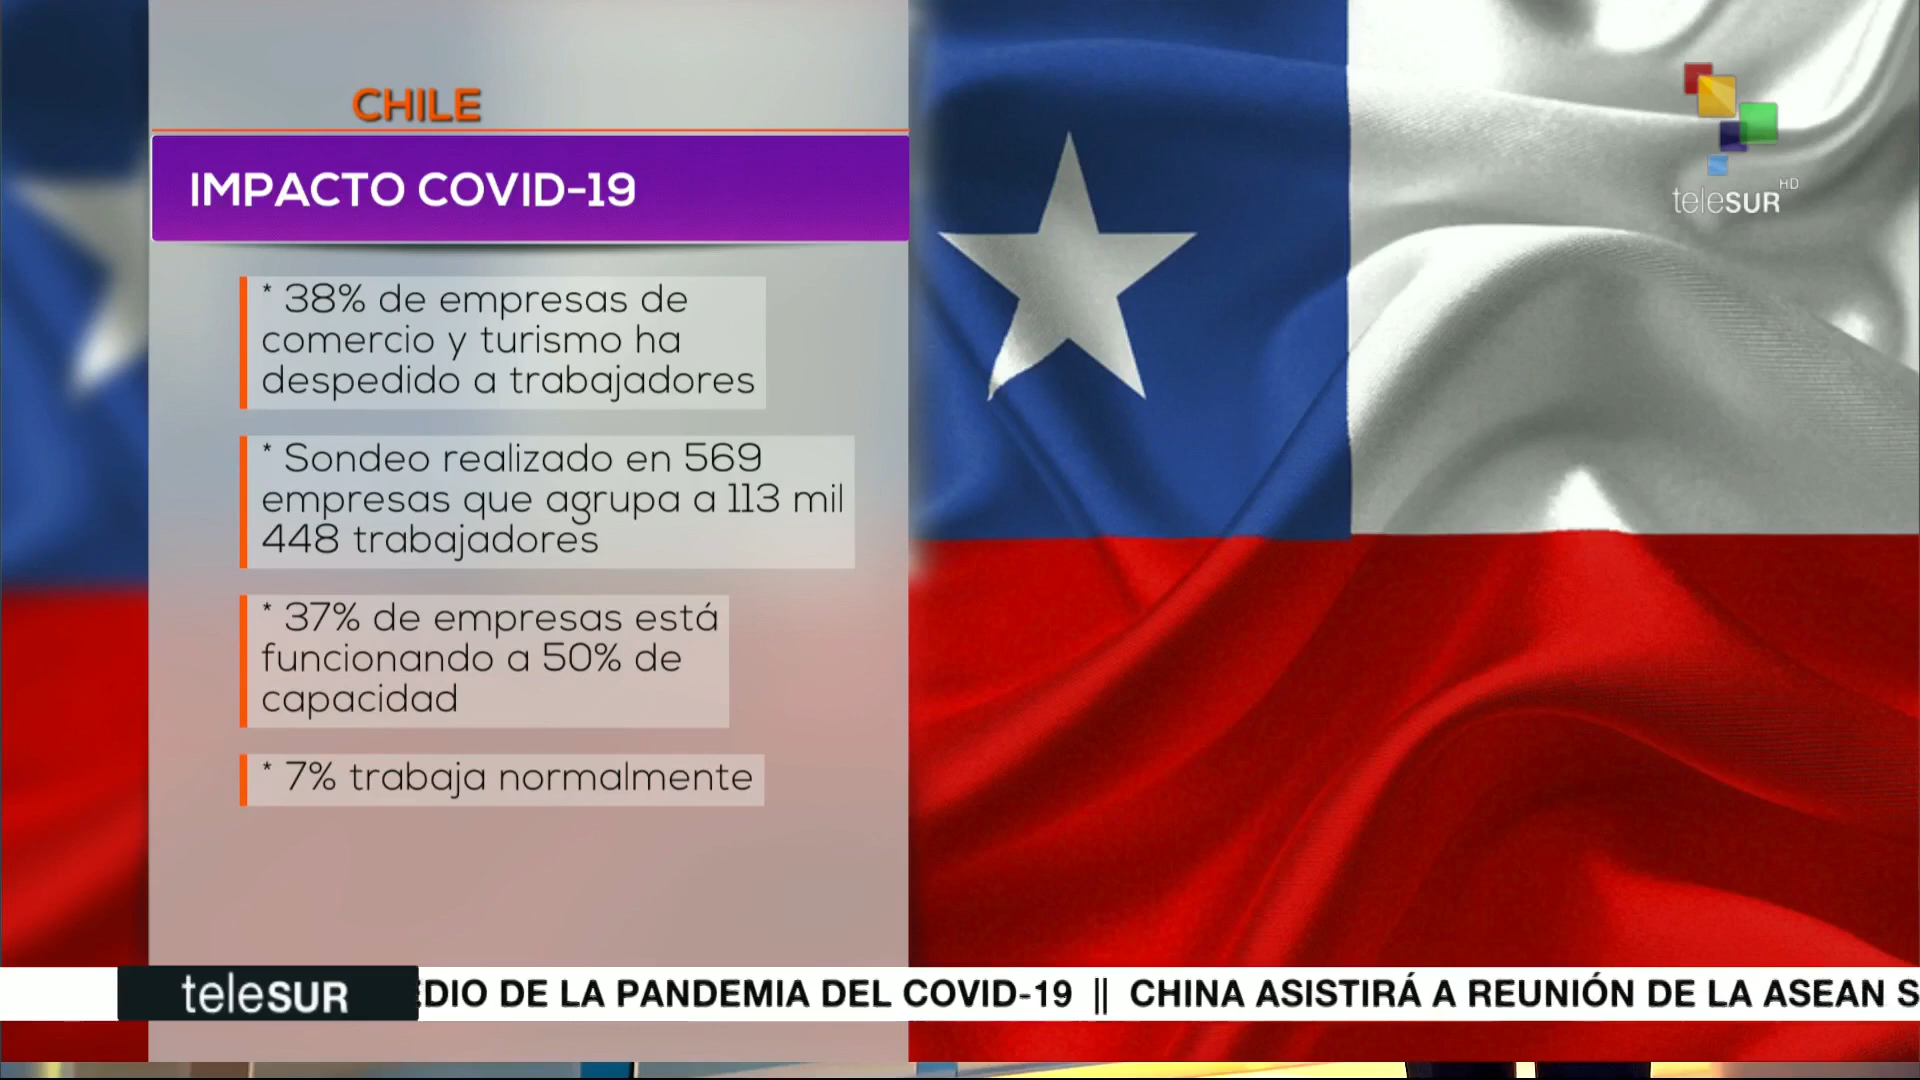 CHILE
IMPACTO COVID-19
* 38% de empresas de
comercio y turismo ha
despedido a trabajadores
* Sondeo realizado en 569
empresas que agrupa a 113 mil
448 trabajadores
* 37% de empresas está
funcionando a 50% de
capacidad
* 7% trabaja normalmente
teleSUR HD
teleSUR
EDIO DE LA PANDEMIA DEL COVID-19 || CHINA ASISTIRÁ A REUNIÓN DE LA ASEAN S